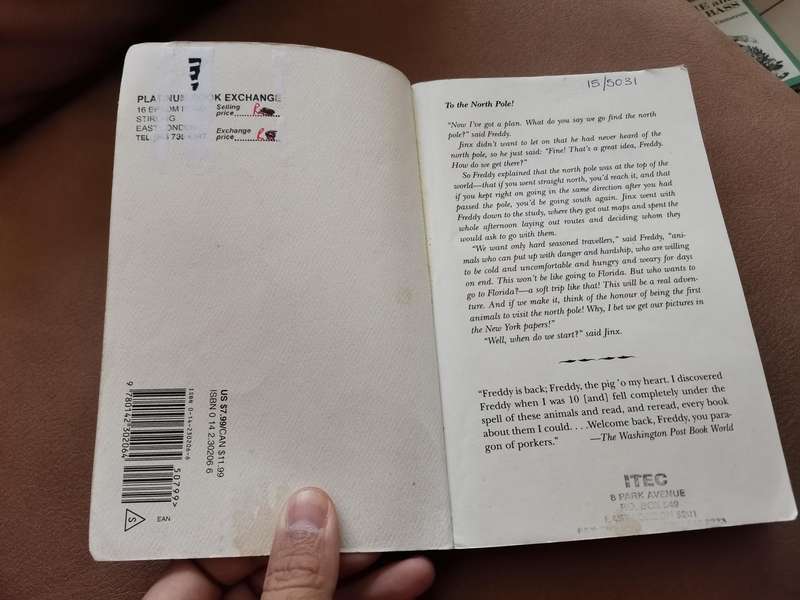 PLATINUM BOOK EXCHANGE
16 EPSOM
STIRLING
EAST LONDON
TEL
Selling
price
Exchange
price
ISBN 0-14-230206-6
9 780142 302064
50799>
US $7.99/CAN $11.99
ISBN 0 14 2.30206 6
S
EAN
15/5031
To the North Pole!
"Now I've got a plan. What do you say we go find the north
pole?" said Freddy.
Jinx didn't want to let on that he had never heard of the
north pole, so he just said: "Fine! That's a great idea, Freddy.
How do we get there?"
So Freddy explained that the north pole was at the top of the
world—that if you went straight north, you'd reach it, and that
if you kept right on going in the same direction after you had
passed the pole, you'd be going south again. Jinx went with
Freddy down to the study, where they got out maps and spent the
whole afternoon laying out routes and deciding whom they
would ask to go with them.
"We want only hard seasoned travellers," said Freddy, "ani-
mals who can put up with danger and hardship, who are willing
to be cold and uncomfortable and hungry and weary for days
on end. This won't be like going to Florida. But who wants to
go to Florida?—a soft trip like that! This will be a real adven-
ture. And if we make it, think of the honour of being the first
animals to visit the north pole! Why, I bet we get our pictures in
the New York papers!"
"Well, when do we start?" said Jinx.
"Freddy is back; Freddy, the pig 'o my heart. I discovered
Freddy when I was 10 [and] fell completely under the
spell of these animals and read, and reread, every book
about them I could. . . .Welcome back, Freddy, you para-
gon of porkers."
—The Washington Post Book World
ITEC
8 PARK AVENUE
P.O. BOX
5201